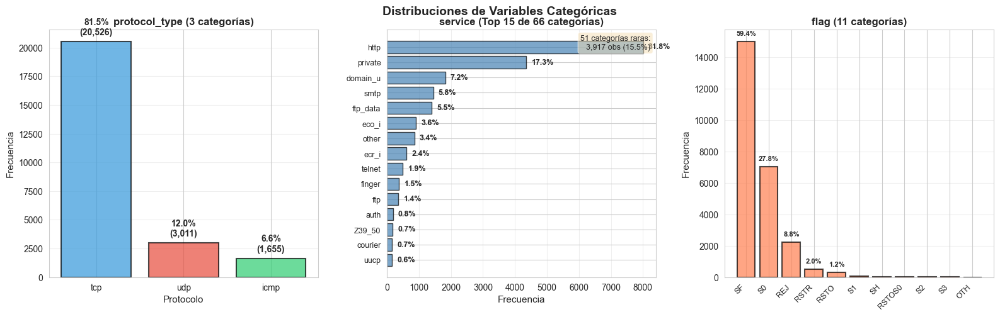 Distribuciones de Variables Categóricas
protocol_type (3 categorías)
81.5%
(20,526)
12.0%
(3,011)
6.6%
(1,655)
20000
17500
15000
12500
10000
7500
5000
2500
0
Frecuencia
tcp
udp
icmp
Protocolo
service (Top 15 de 66 categorías)
51 categorías raras:
3,917 obs (15.5%)
http 31.8%
private 17.3%
domain_u 7.2%
smtp 5.8%
ftp_data 5.5%
eco_i 3.6%
other 3.4%
ecr_i 2.4%
telnet 1.9%
finger 1.5%
ftp 1.4%
auth 0.8%
Z39_50 0.7%
courier 0.7%
uucp 0.6%
0 1000 2000 3000 4000 5000 6000 7000 8000
Frecuencia
flag (11 categorías)
59.4%
27.8%
8.8%
2.0%
1.2%
14000
12000
10000
8000
6000
4000
2000
0
Frecuencia
SF
S0
REJ
RSTR
RSTO
S1
SH
RSTOS0
S2
S3
OTH